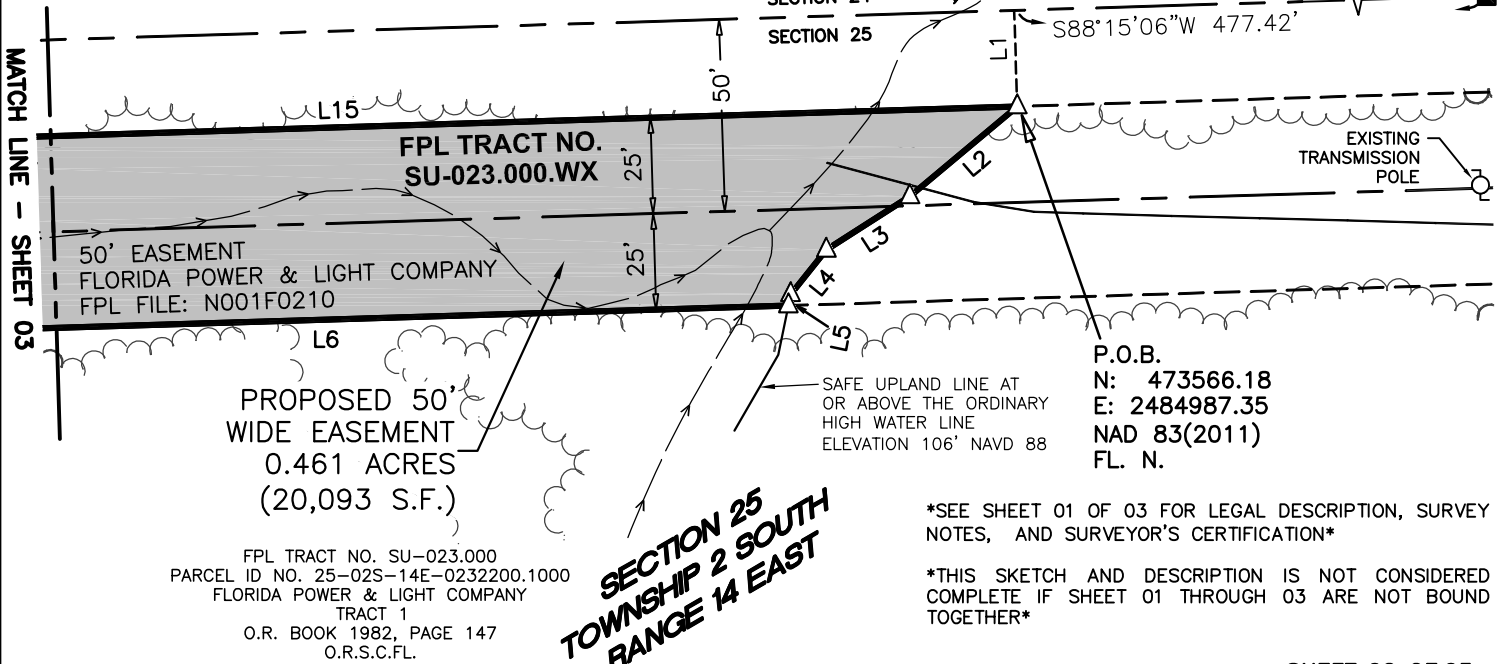 SECTION 25
S88°15'06"W 477.42'
L1
50'
L15
MATCH LINE - SHEET 03
FPL TRACT NO.
SU-023.000.WX
25'
25'
L2
L3
L4
L5
EXISTING
TRANSMISSION
POLE
50' EASEMENT
FLORIDA POWER & LIGHT COMPANY
FPL FILE: N001F0210
L6
PROPOSED 50'
WIDE EASEMENT
0.461 ACRES
(20,093 S.F.)
SAFE UPLAND LINE AT
OR ABOVE THE ORDINARY
HIGH WATER LINE
ELEVATION 106' NAVD 88
P.O.B.
N: 473566.18
E: 2484987.35
NAD 83(2011)
FL. N.
SECTION 25
TOWNSHIP 2 SOUTH
RANGE 14 EAST
FPL TRACT NO. SU-023.000
PARCEL ID NO. 25-02S-14E-0232200.1000
FLORIDA POWER & LIGHT COMPANY
TRACT 1
O.R. BOOK 1982, PAGE 147
O.R.S.C.FL.
*SEE SHEET 01 OF 03 FOR LEGAL DESCRIPTION, SURVEY
NOTES, AND SURVEYOR'S CERTIFICATION*
*THIS SKETCH AND DESCRIPTION IS NOT CONSIDERED
COMPLETE IF SHEET 01 THROUGH 03 ARE NOT BOUND
TOGETHER*